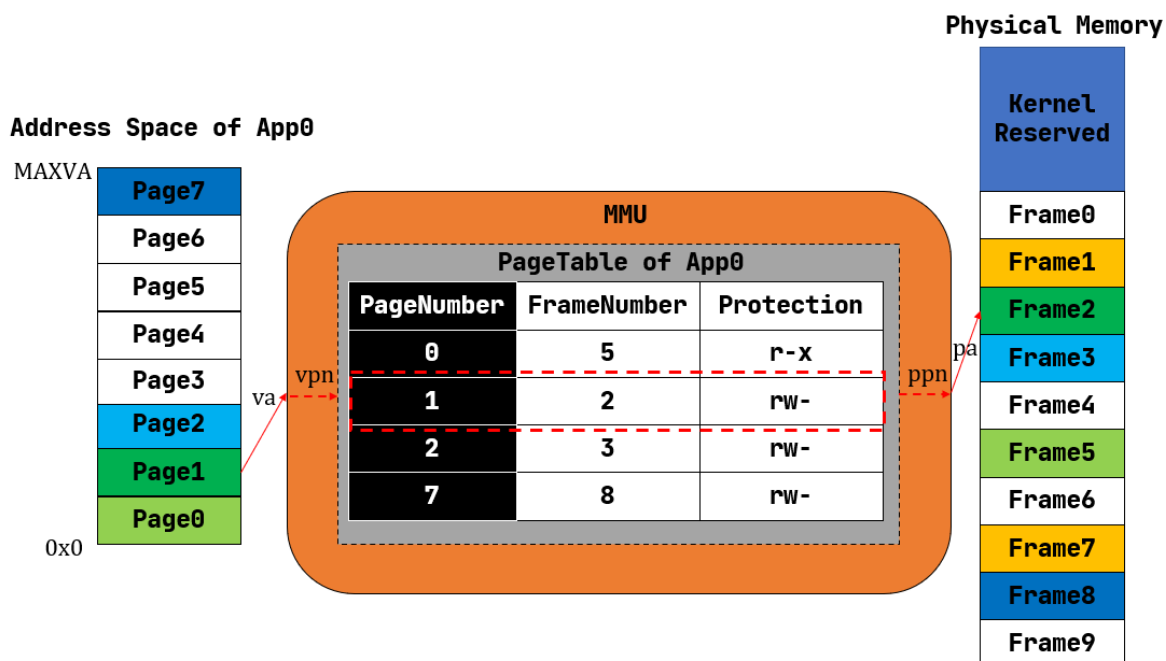 Physical Memory
Kernel
Reserved
Address Space of App0
MAXVA
Page7
Page6
Page5
Page4
Page3
Page2
Page1
Page0
0x0
va
vpn
MMU
PageTable of App0
PageNumber FrameNumber Protection
0 5 r-x
1 2 rw-
2 3 rw-
7 8 rw-
ppn
pa
Frame0
Frame1
Frame2
Frame3
Frame4
Frame5
Frame6
Frame7
Frame8
Frame9